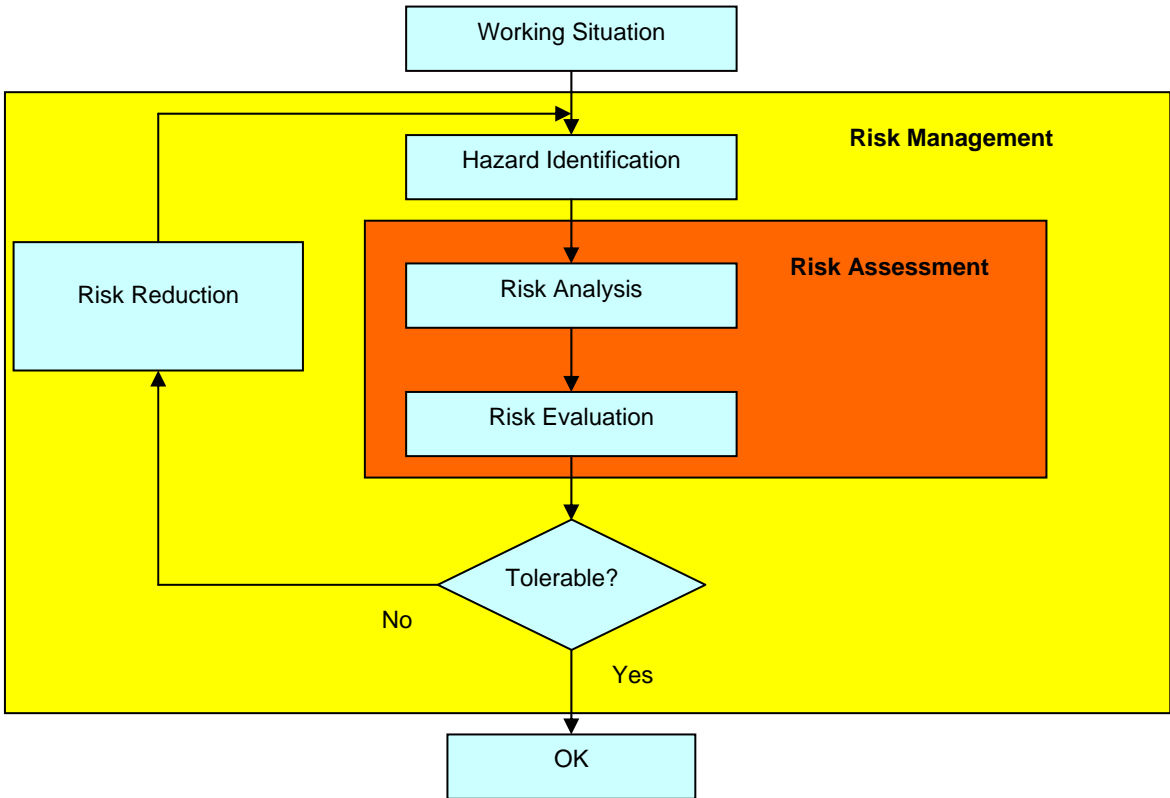 Working Situation
Risk Management
Hazard Identification
Risk Assessment
Risk Analysis
Risk Reduction
Risk Evaluation
Tolerable?
No
Yes
OK